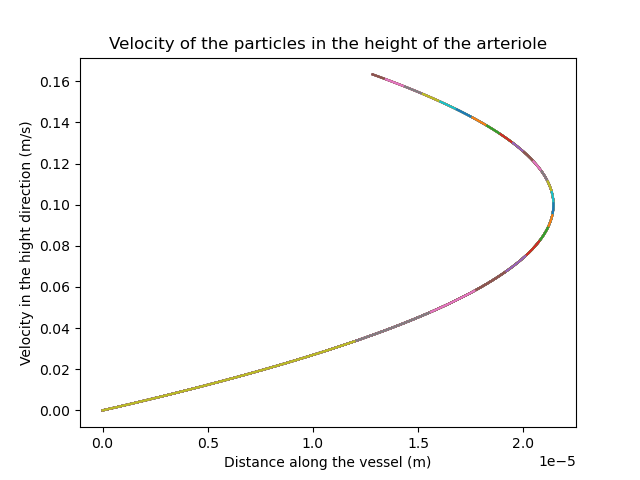 Velocity of the particles in the height of the arteriole
Velocity in the hight direction (m/s)
0.16
0.14
0.12
0.10
0.08
0.06
0.04
0.02
0.00
0.0 0.5 1.0 1.5 2.0
1e−5
Distance along the vessel (m)